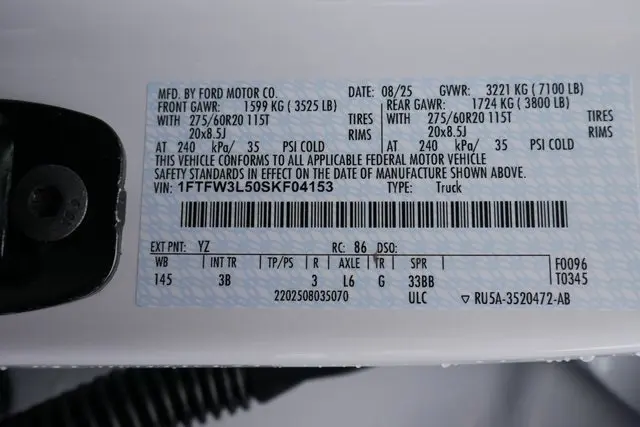 MFD. BY FORD MOTOR CO. DATE: 08/25 GVWR: 3221 KG (7100 LB)
FRONT GAWR: 1599 KG (3525 LB) REAR GAWR: 1724 KG (3800 LB)
WITH 275/60R20 115T TIRES WITH 275/60R20 115T TIRES
20x8.5J RIMS 20x8.5J RIMS
AT 240 kPa/ 35 PSI COLD AT 240 kPa/ 35 PSI COLD
THIS VEHICLE CONFORMS TO ALL APPLICABLE FEDERAL MOTOR VEHICLE
SAFETY STANDARDS IN EFFECT ON THE DATE OF MANUFACTURE SHOWN ABOVE.
VIN: 1FTFW3L50SKF04153 TYPE: Truck
EXT PNT: YZ RC: 86 DSO:
WB INT TR TP/PS R AXLE TR SPR F0096
145 3B 3 L6 G 33BB T0345
2202508035070 ULC ▽ RU5A-3520472-AB